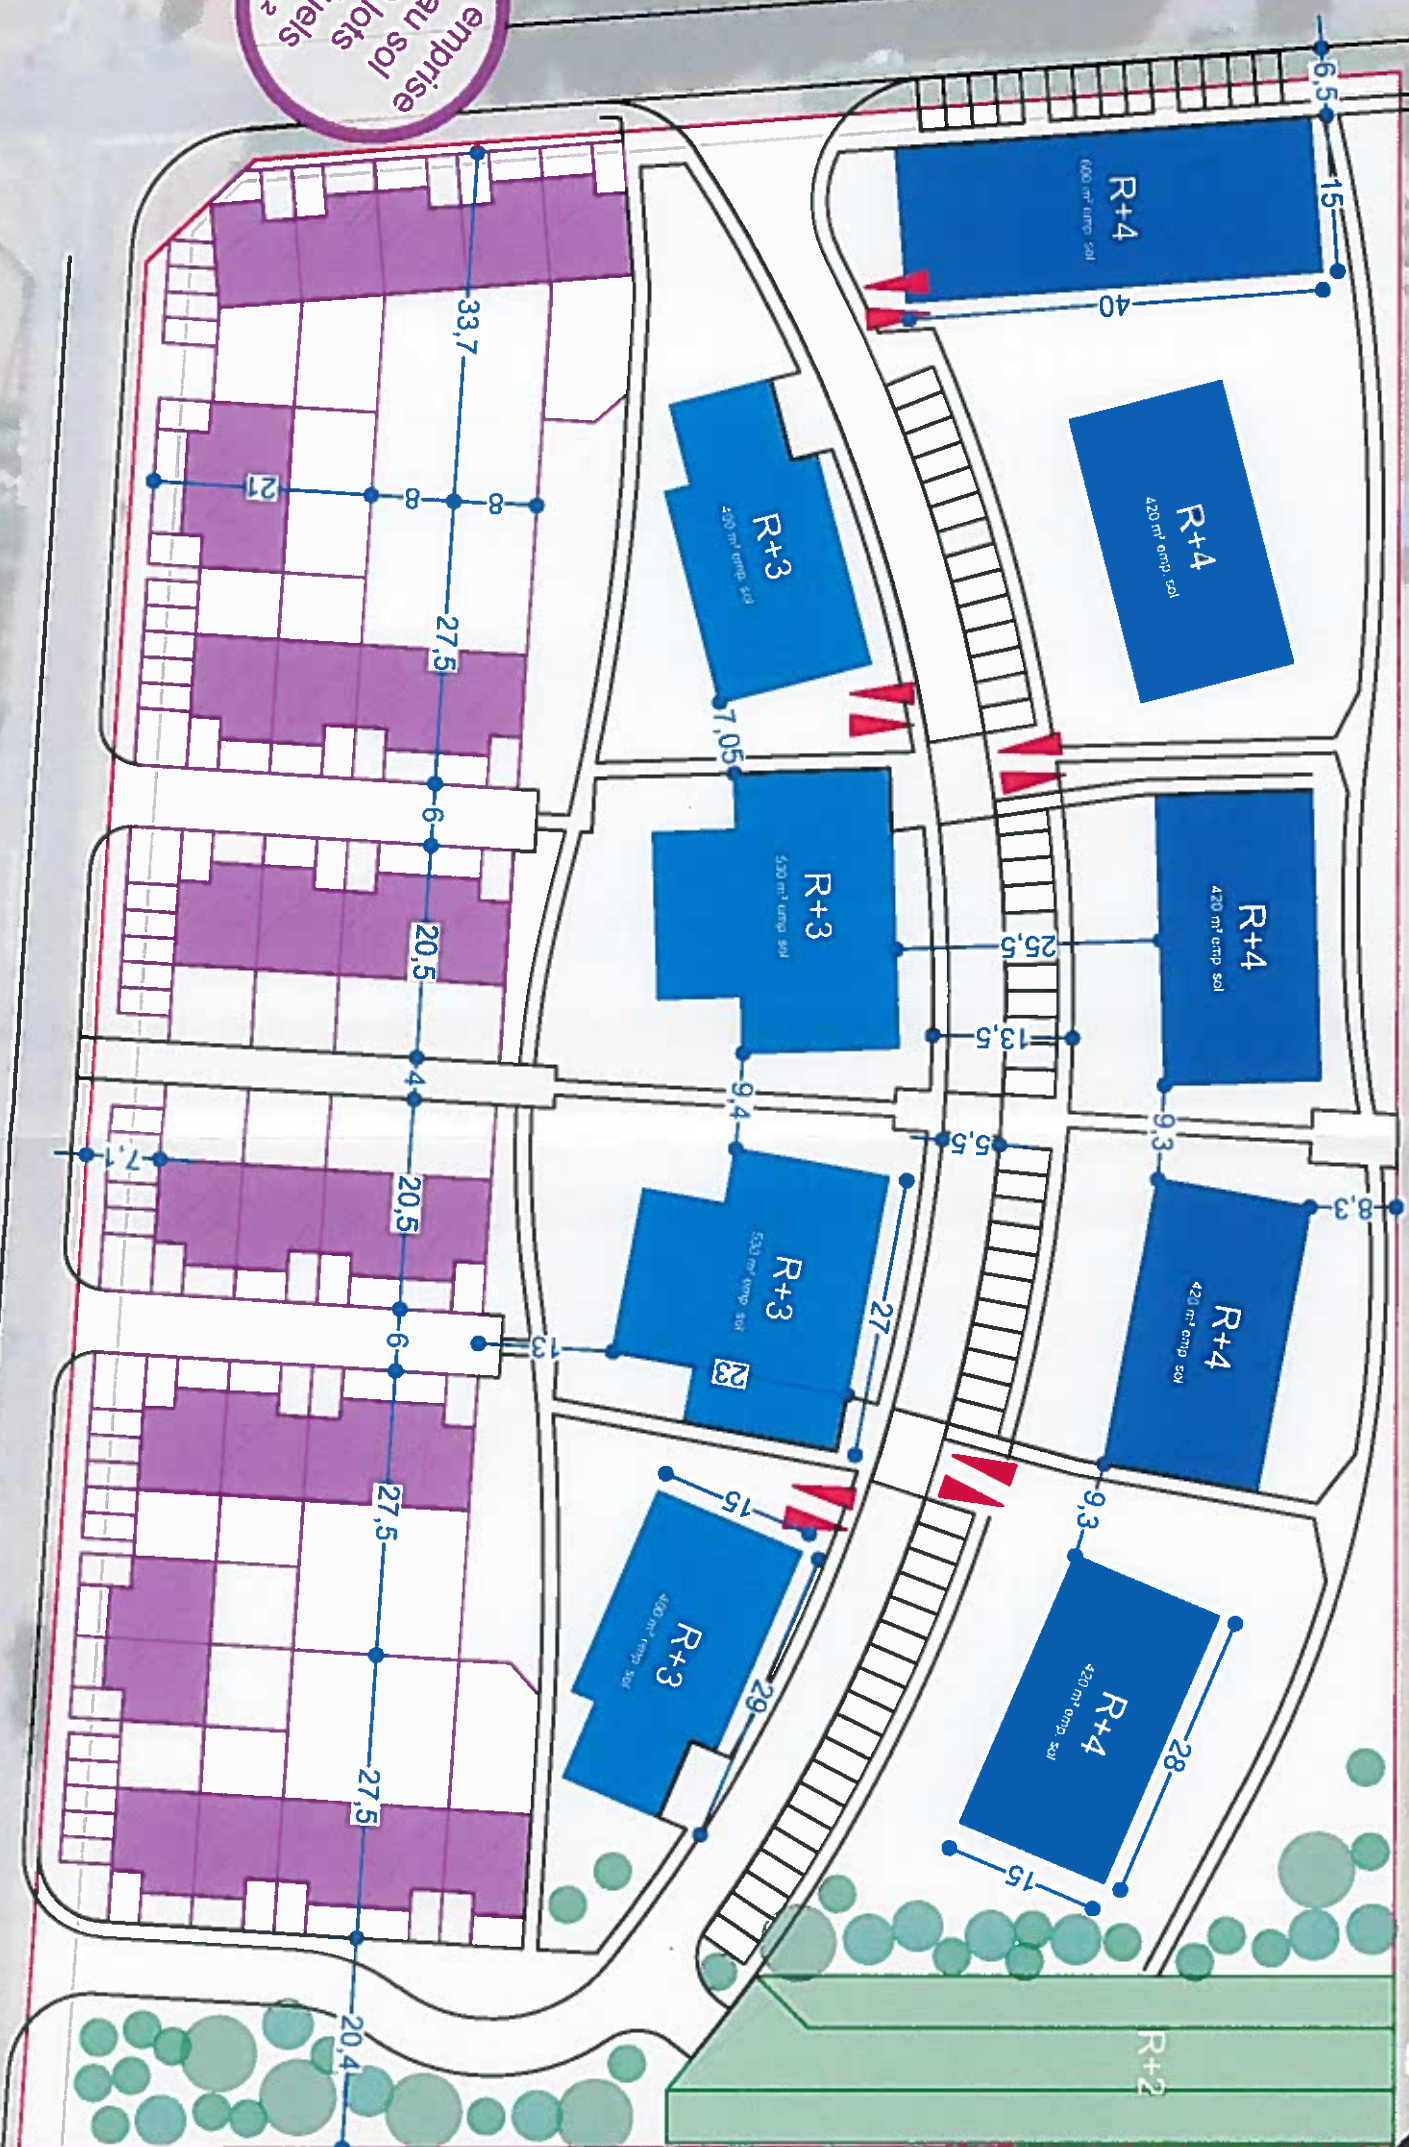 emprise
au sol
lots
uels
2
6,5
15
R+4
600 m² emp. sol
40
33,7
R+4
420 m² emp. sol
R+3
400 m² emp. sol
21
8
8
27,5
7,05
6
R+3
530 m² emp. sol
R+4
420 m² emp. sol
20,5
25,5
13,5
4
9,4
9,3
5,5
7,1
20,5
8,3
R+3
530 m² emp. sol
27
23
R+4
420 m² emp. sol
6
13
27,5
15
9,3
R+3
400 m² emp. sol
29
R+4
420 m² emp. sol
28
15
27,5
20,4
R+2